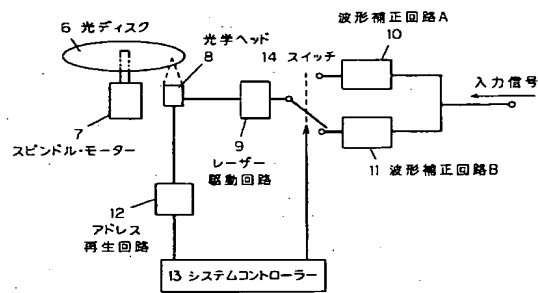 6 光ディスク
光学ヘッド
8
14 スイッチ
波形補正回路A
10
入力信号
7
スピンドル・モーター
9
レーザー
駆動回路
11 波形補正回路B
12
アドレス
再生回路
13 システムコントローラー